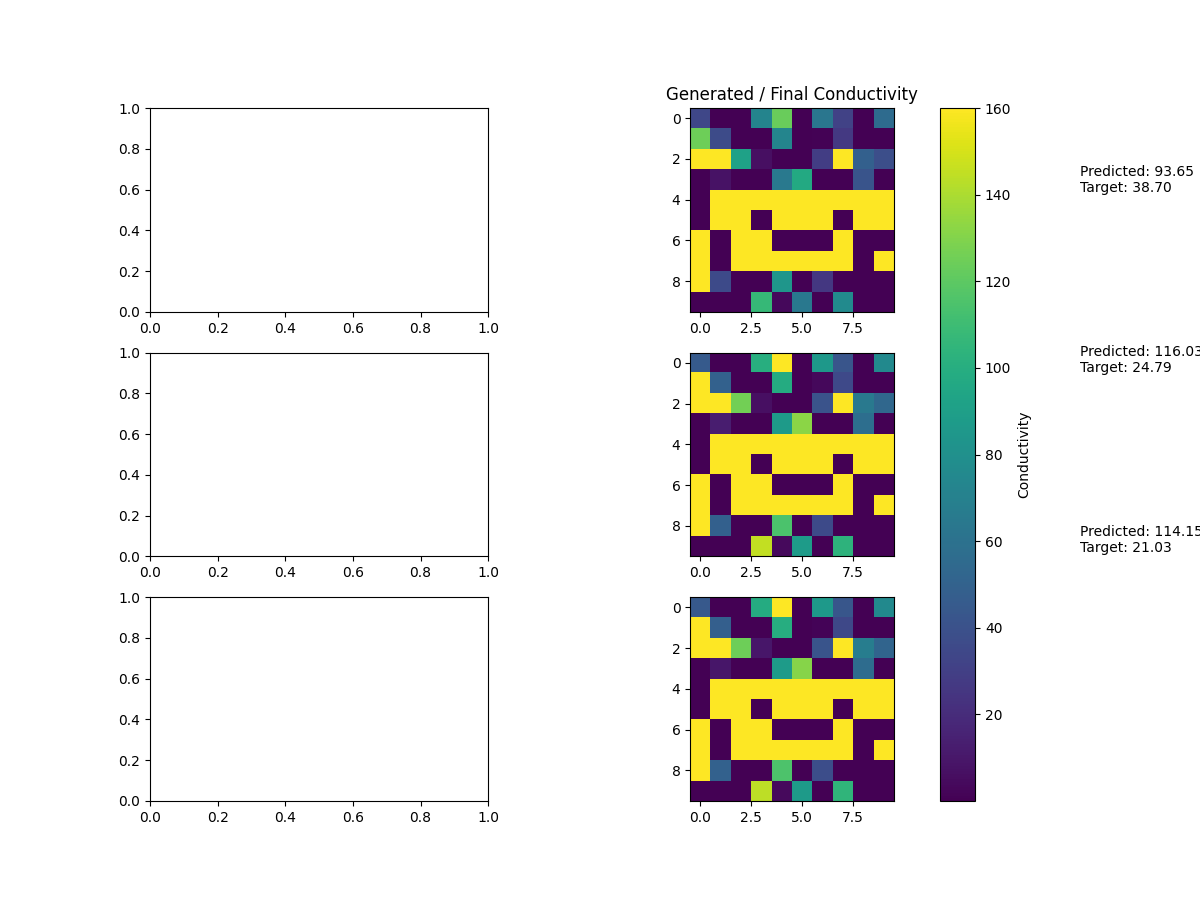 Generated / Final Conductivity
1.0
0.8
0.6
0.4
0.2
0.0
0.0 0.2 0.4 0.6 0.8 1.0
0
2
4
6
8
0.0 2.5 5.0 7.5
1.0
0.8
0.6
0.4
0.2
0.0
0.0 0.2 0.4 0.6 0.8 1.0
0
2
4
6
8
0.0 2.5 5.0 7.5
1.0
0.8
0.6
0.4
0.2
0.0
0.0 0.2 0.4 0.6 0.8 1.0
0
2
4
6
8
0.0 2.5 5.0 7.5
160
140
120
100
80
60
40
20
Conductivity
Predicted: 93.65
Target: 38.70
Predicted: 116.03
Target: 24.79
Predicted: 114.15
Target: 21.03